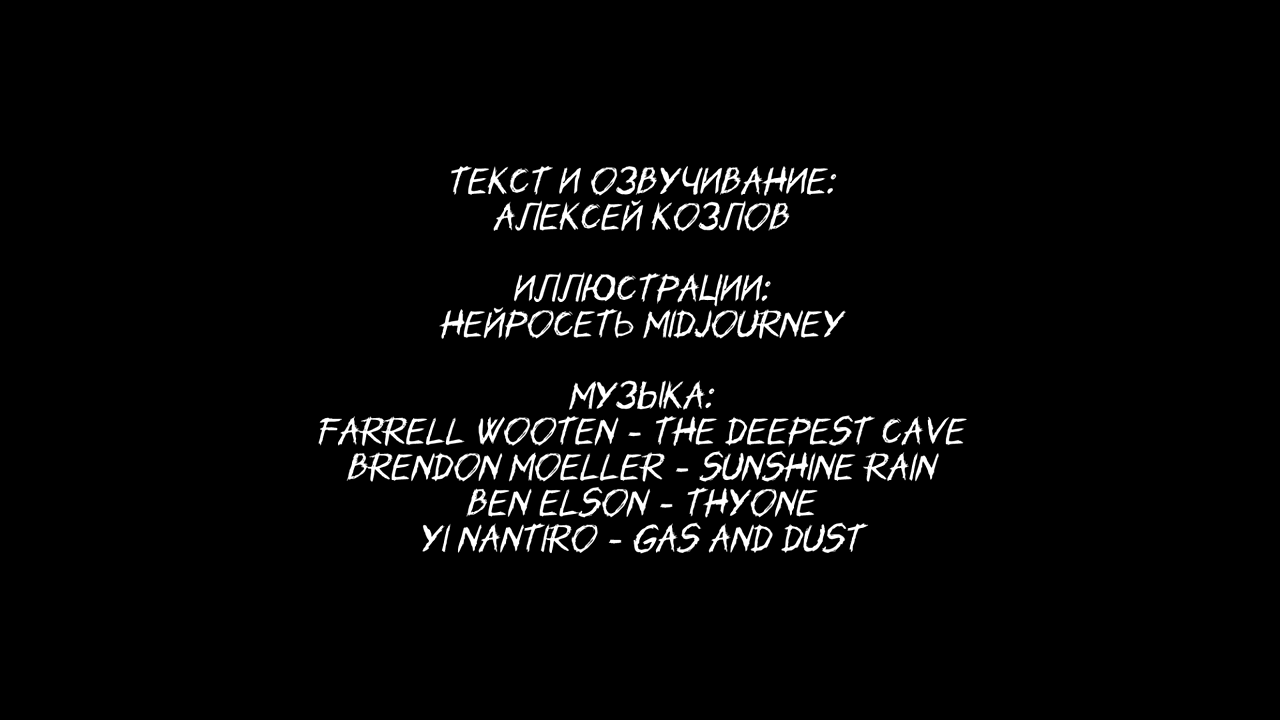 ТЕКСТ И ОЗВУЧИВАНИЕ:
АЛЕКСЕЙ КОЗЛОВ
ИЛЛЮСТРАЦИИ:
НЕЙРОСЕТЬ MIDJOURNEY
МУЗЫКА:
FARRELL WOOTEN - THE DEEPEST CAVE
BRENDON MOELLER - SUNSHINE RAIN
BEN ELSON - THYONE
YI NANTIRO - GAS AND DUST